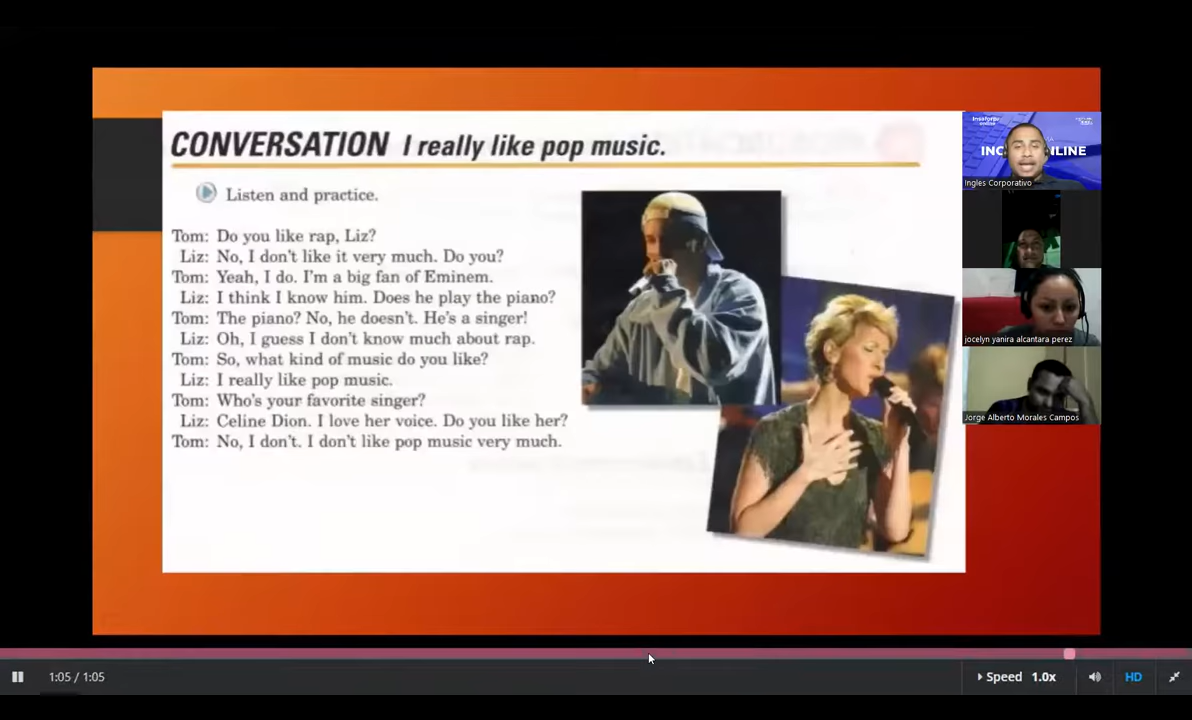 CONVERSATION I really like pop music.
Listen and practice.
Tom: Do you like rap, Liz?
Liz: No, I don't like it very much. Do you?
Tom: Yeah, I do. I'm a big fan of Eminem.
Liz: I think I know him. Does he play the piano?
Tom: The piano? No, he doesn't. He's a singer!
Liz: Oh, I guess I don't know much about rap.
Tom: So, what kind of music do you like?
Liz: I really like pop music.
Tom: Who's your favorite singer?
Liz: Celine Dion. I love her voice. Do you like her?
Tom: No, I don't. I don't like pop music very much.
Ingles Corporativo
jocelyn yanira alcantara perez
Jorge Alberto Morales Campos
1:05 / 1:05
Speed 1.0x
HD